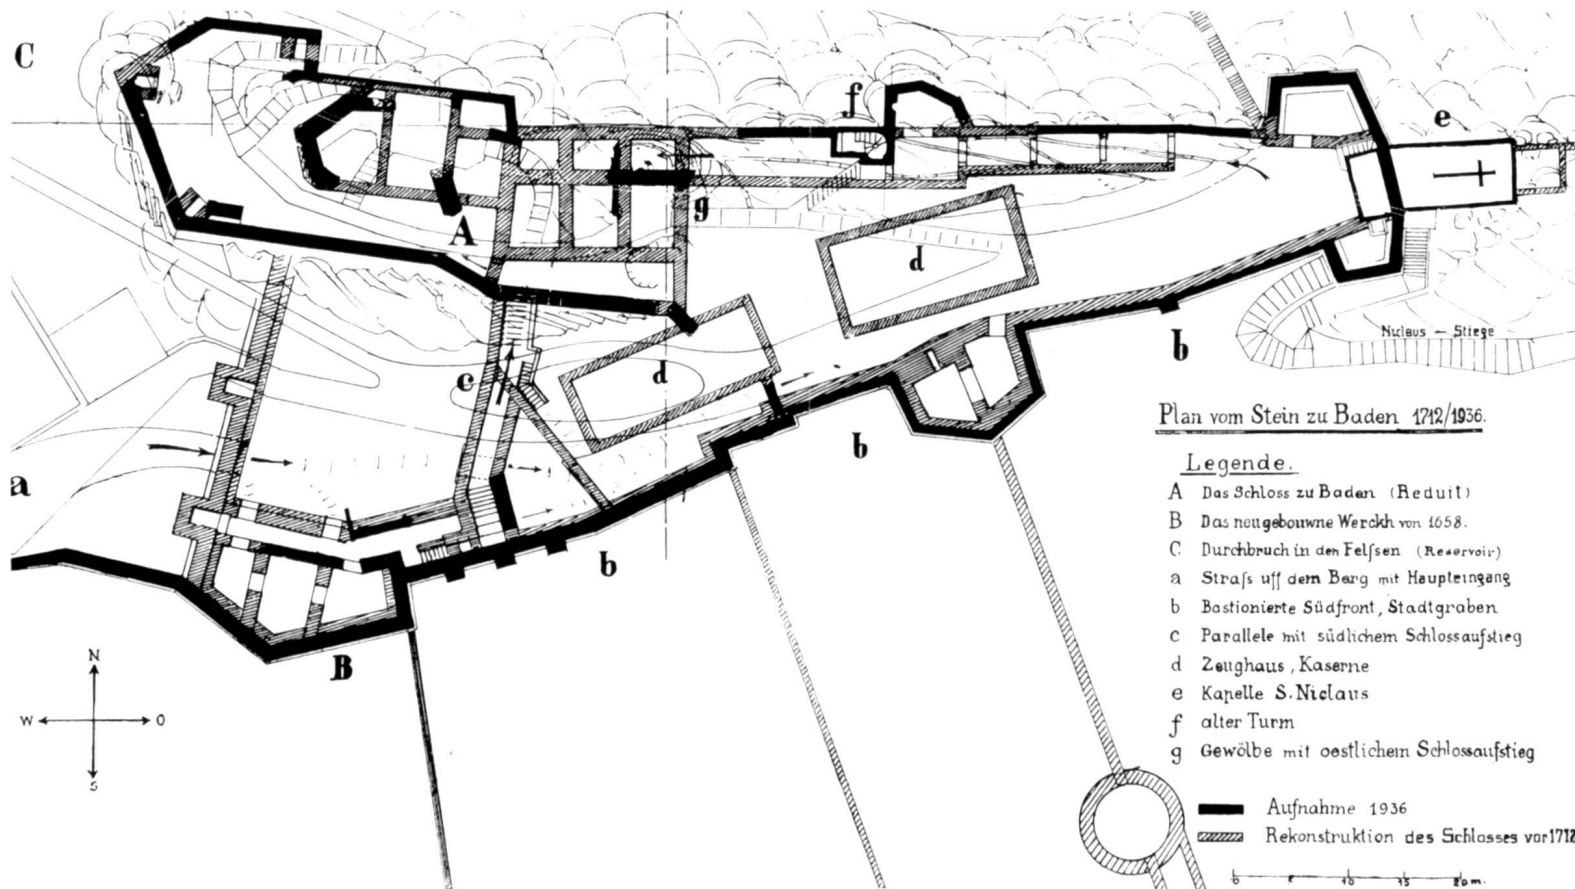 C
f
e
A
g
d
d
c
b
b
b
a
B
Niclaus – Stiege
N
W
O
S
Plan vom Stein zu Baden 1712/1936.
Legende.
A Das Schloss zu Baden (Reduit)
B Das neugebouwne Werckh von 1658.
C Durchbruch in den Felſsen (Reservoir)
a Straſs uff dem Berg mit Haupteingang
b Bastionierte Südfront, Stadtgraben
c Parallele mit südlichem Schlossaufstieg
d Zeughaus, Kaserne
e Kapelle S. Niclaus
f alter Turm
g Gewölbe mit oestlichem Schlossaufstieg
Aufnahme 1936
Rekonstruktion des Schlosses vor 1712
0 5 10 15 20 m.